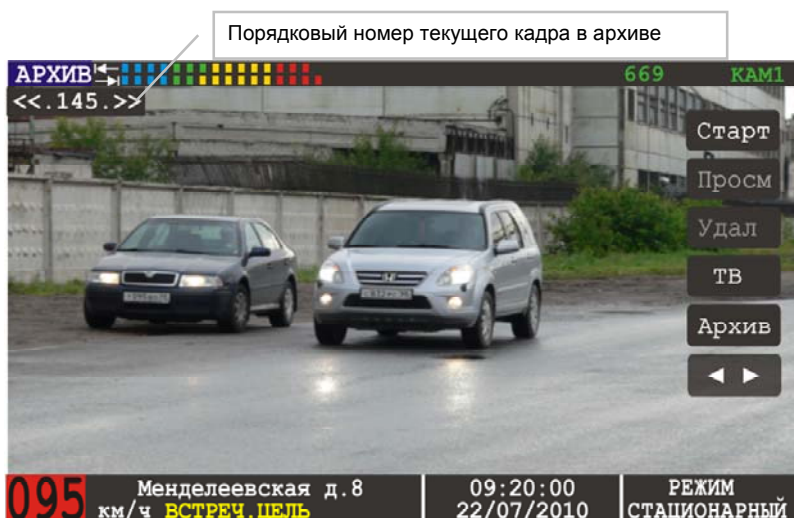 Порядковый номер текущего кадра в архиве
АРХИВ 669 КАМ1
<<.145.>>
Старт
Просм
Удал
ТВ
Архив
095 км/ч
Менделеевская д.8
ВСТРЕЧ.ЦЕЛЬ
09:20:00
22/07/2010
РЕЖИМ
СТАЦИОНАРНЫЙ